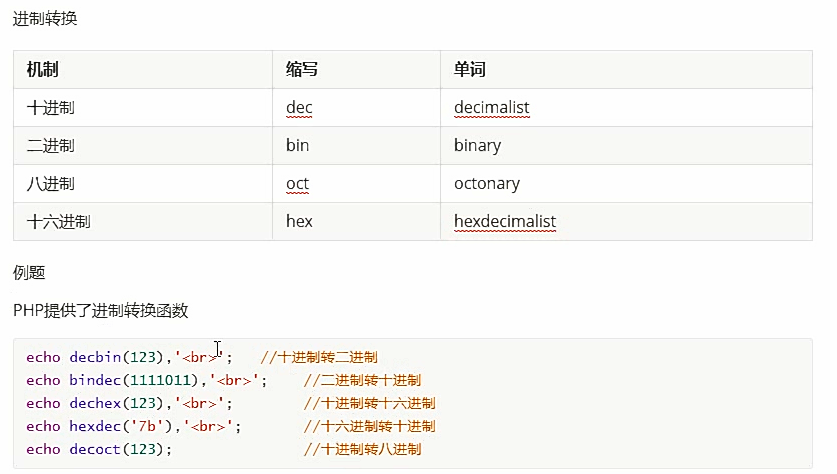 进制转换
机制 缩写 单词
十进制 dec decimalist
二进制 bin binary
八进制 oct octonary
十六进制 hex hexdecimalist
例题
PHP提供了进制转换函数
echo decbin(123),'<br>'; //十进制转二进制
echo bindec(1111011),'<br>'; //二进制转十进制
echo dechex(123),'<br>'; //十进制转十六进制
echo hexdec('7b'),'<br>'; //十六进制转十进制
echo decoct(123); //十进制转八进制